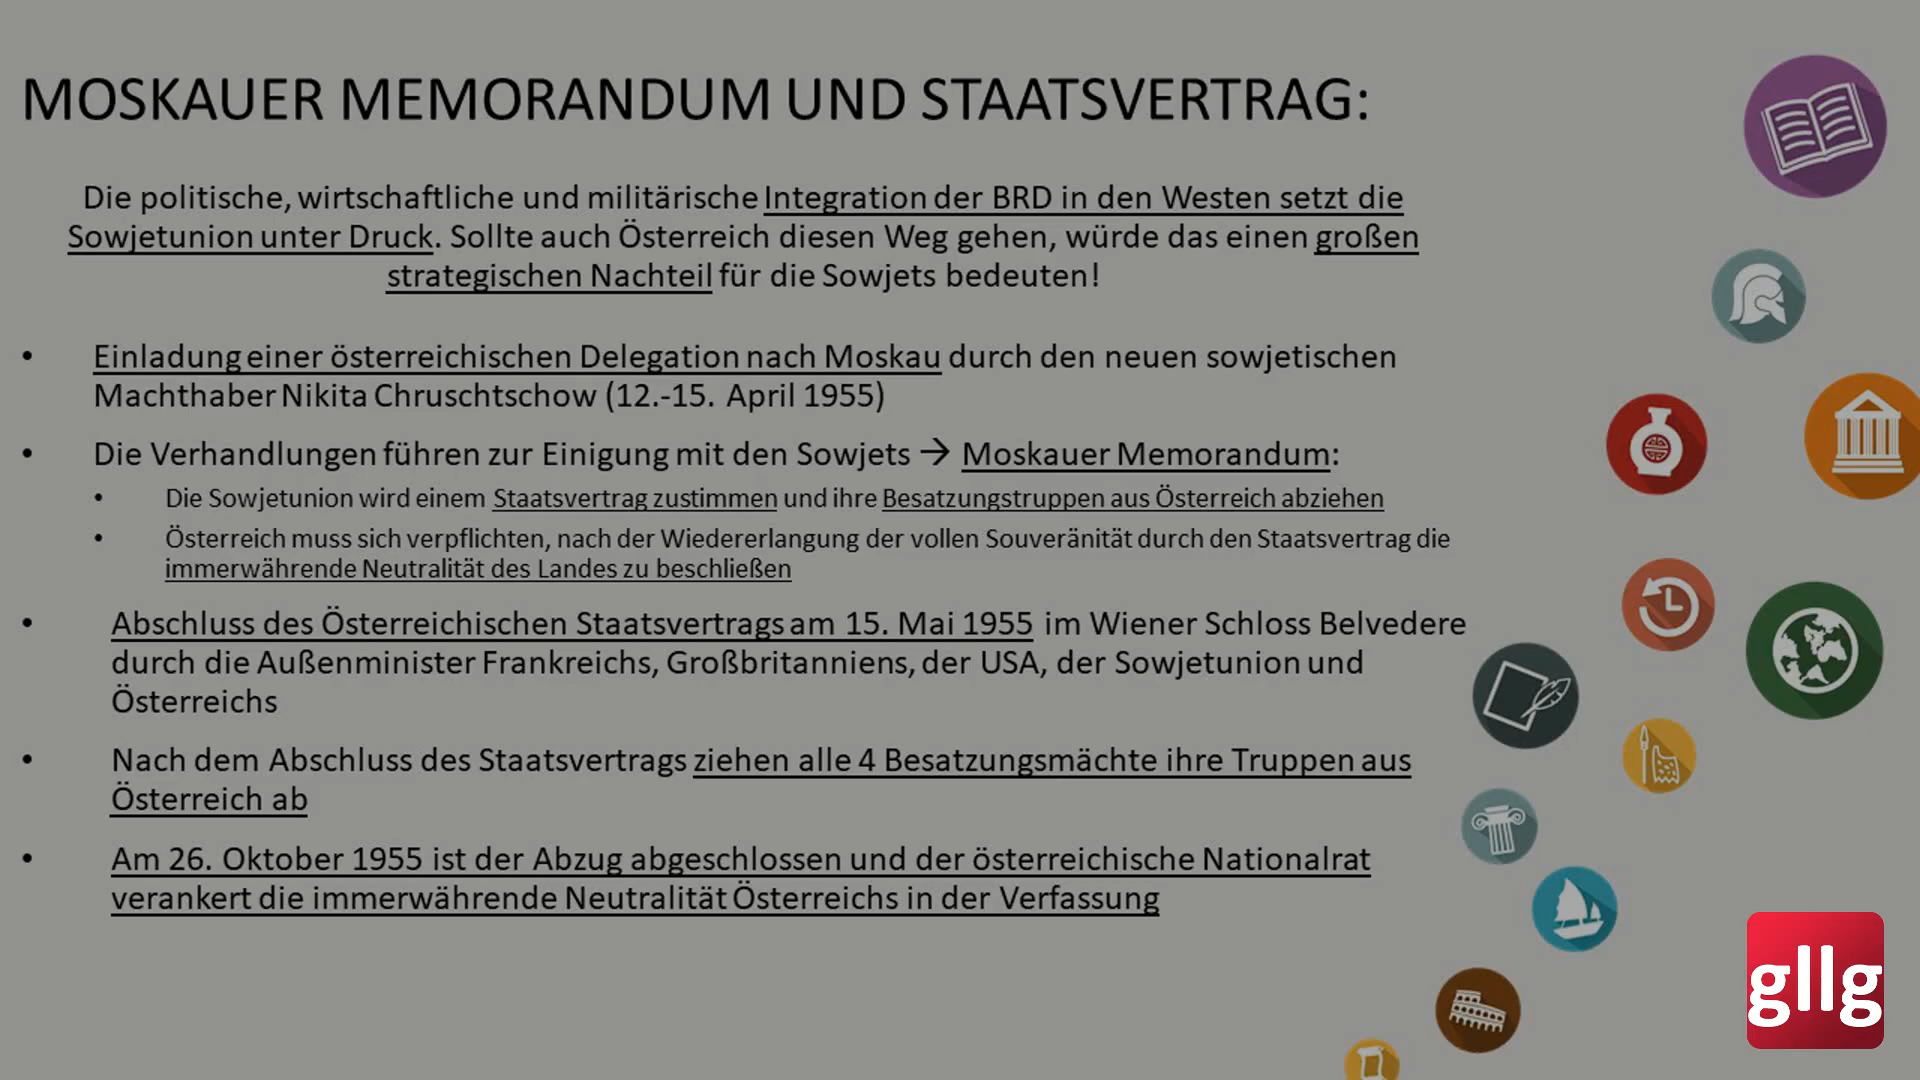 MOSKAUER MEMORANDUM UND STAATSVERTRAG:
Die politische, wirtschaftliche und militärische Integration der BRD in den Westen setzt die
Sowjetunion unter Druck. Sollte auch Österreich diesen Weg gehen, würde das einen großen
strategischen Nachteil für die Sowjets bedeuten!
• Einladung einer österreichischen Delegation nach Moskau durch den neuen sowjetischen
Machthaber Nikita Chruschtschow (12.-15. April 1955)
• Die Verhandlungen führen zur Einigung mit den Sowjets → Moskauer Memorandum:
• Die Sowjetunion wird einem Staatsvertrag zustimmen und ihre Besatzungstruppen aus Österreich abziehen
• Österreich muss sich verpflichten, nach der Wiedererlangung der vollen Souveränität durch den Staatsvertrag die
immerwährende Neutralität des Landes zu beschließen
• Abschluss des Österreichischen Staatsvertrags am 15. Mai 1955 im Wiener Schloss Belvedere
durch die Außenminister Frankreichs, Großbritanniens, der USA, der Sowjetunion und
Österreichs
• Nach dem Abschluss des Staatsvertrags ziehen alle 4 Besatzungsmächte ihre Truppen aus
Österreich ab
• Am 26. Oktober 1955 ist der Abzug abgeschlossen und der österreichische Nationalrat
verankert die immerwährende Neutralität Österreichs in der Verfassung
gllg